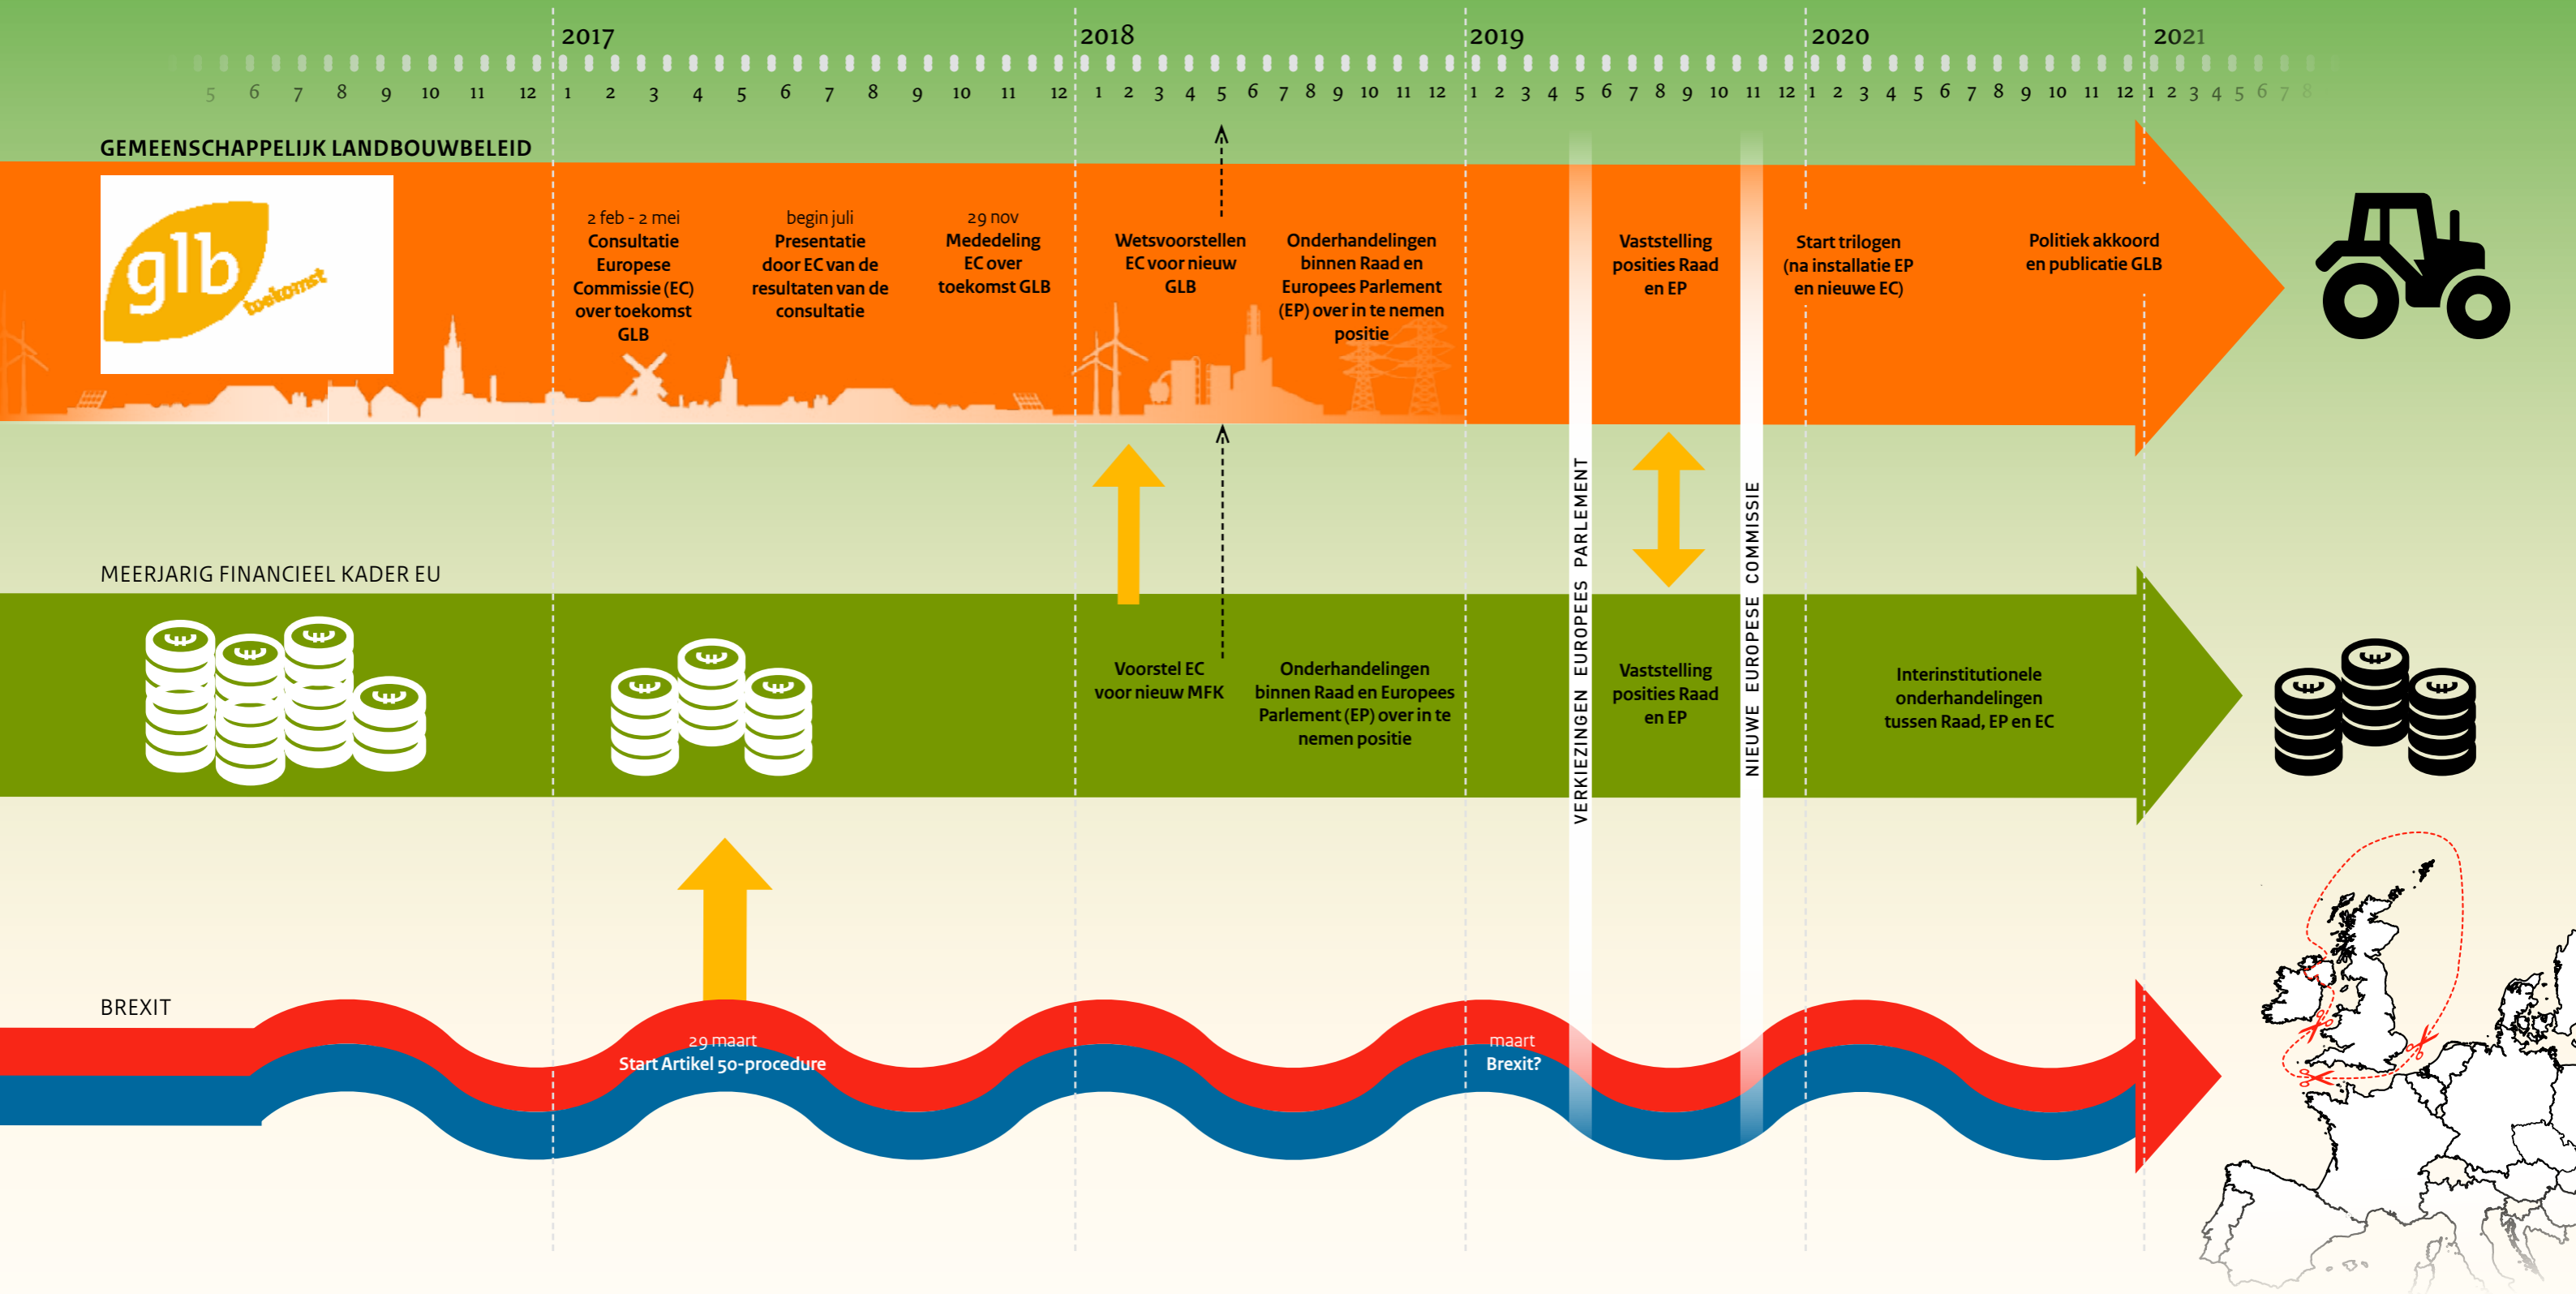 2017 2018 2019 2020 2021
5 6 7 8 9 10 11 12 1 2 3 4 5 6 7 8 9 10 11 12 1 2 3 4 5 6 7 8 9 10 11 12 1 2 3 4 5 6 7 8 9 10 11 12 1 2 3 4 5 6 7 8 9 10 11 12 1 2 3 4 5 6 7 8
GEMEENSCHAPPELIJK LANDBOUWBELEID
glb
toekomst
2 feb - 2 mei
Consultatie
Europese
Commissie (EC)
over toekomst
GLB
begin juli
Presentatie
door EC van de
resultaten van de
consultatie
29 nov
Mededeling
EC over
toekomst GLB
Wetsvoorstellen
EC voor nieuw
GLB
Onderhandelingen
binnen Raad en
Europees Parlement
(EP) over in te nemen
positie
Vaststelling
posities Raad
en EP
Start trilogen
(na installatie EP
en nieuwe EC)
Politiek akkoord
en publicatie GLB
VERKIEZINGEN EUROPEES PARLEMENT
NIEUWE EUROPESE COMMISSIE
MEERJARIG FINANCIEEL KADER EU
Voorstel EC
voor nieuw MFK
Onderhandelingen
binnen Raad en Europees
Parlement (EP) over in te
nemen positie
Vaststelling
posities Raad
en EP
Interinstitutionele
onderhandelingen
tussen Raad, EP en EC
BREXIT
29 maart
Start Artikel 50-procedure
maart
Brexit?